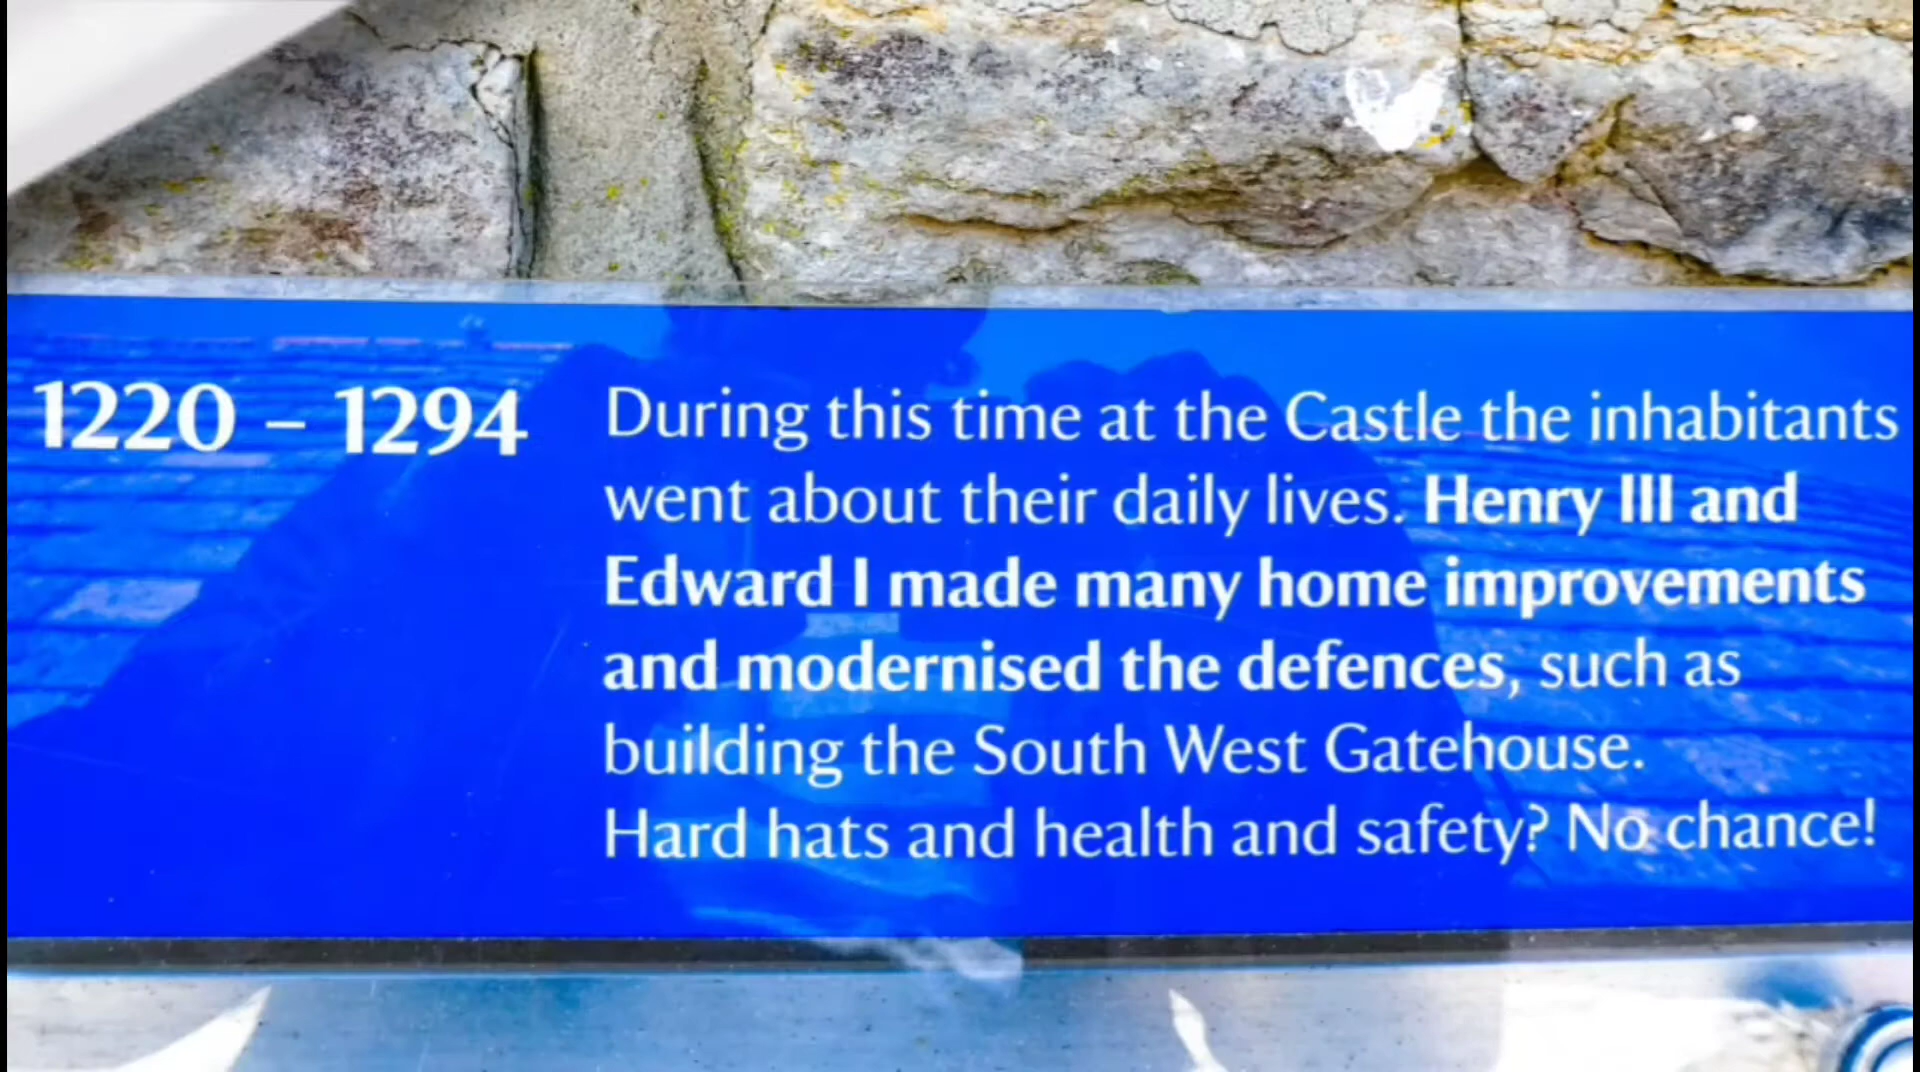 1220 – 1294
During this time at the Castle the inhabitants
went about their daily lives. Henry III and
Edward I made many home improvements
and modernised the defences, such as
building the South West Gatehouse.
Hard hats and health and safety? No chance!